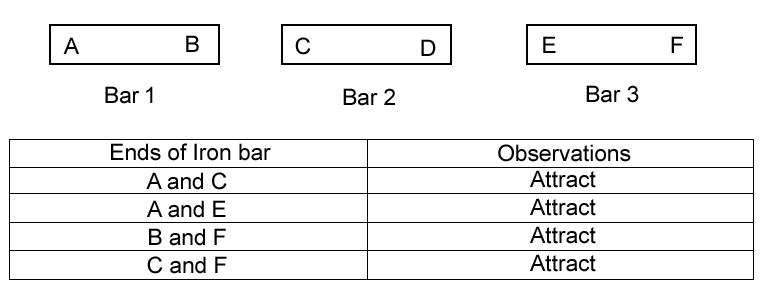 A B C D E F
Bar 1 Bar 2 Bar 3
Ends of Iron bar Observations
A and C Attract
A and E Attract
B and F Attract
C and F Attract